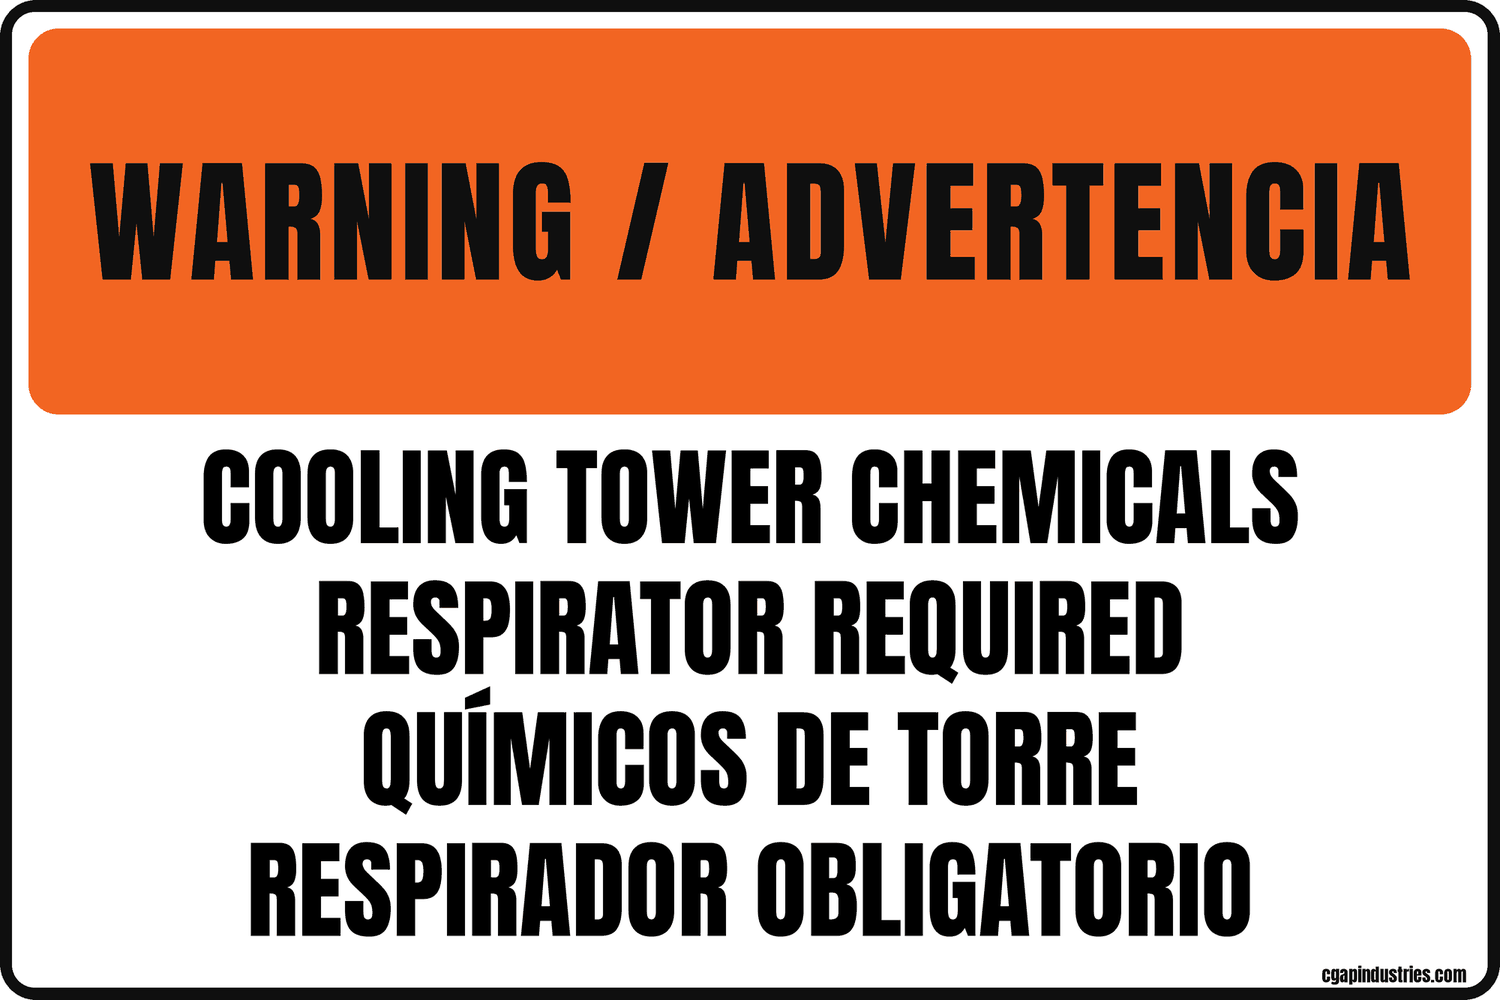 WARNING / ADVERTENCIA
COOLING TOWER CHEMICALS
RESPIRATOR REQUIRED
QUÍMICOS DE TORRE
RESPIRADOR OBLIGATORIO
cgapindustries.com